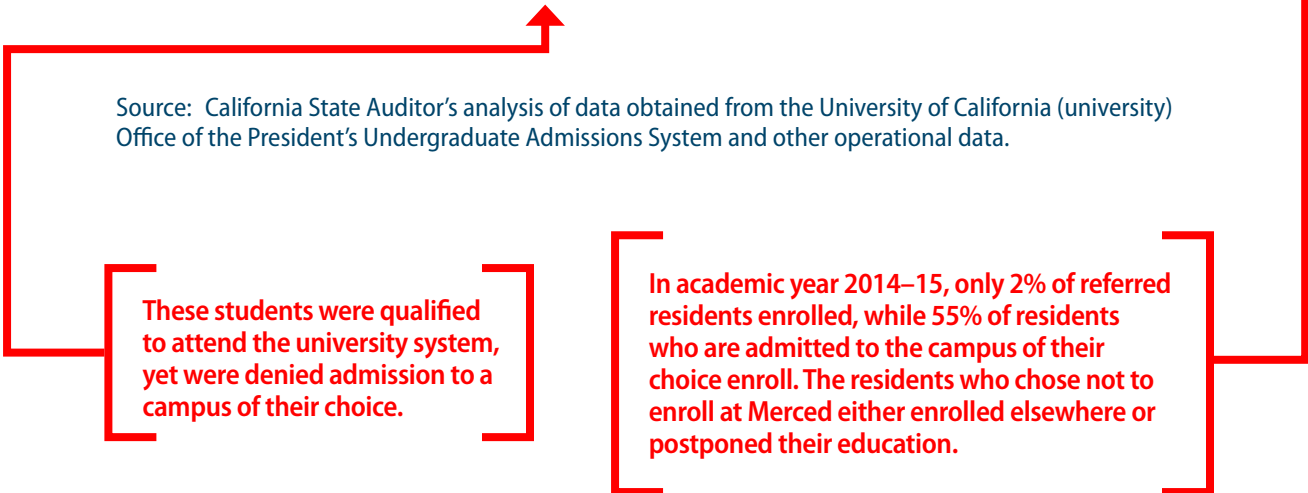 Source: California State Auditor's analysis of data obtained from the University of California (university)
Office of the President's Undergraduate Admissions System and other operational data.
These students were qualified
to attend the university system,
yet were denied admission to a
campus of their choice.
In academic year 2014–15, only 2% of referred
residents enrolled, while 55% of residents
who are admitted to the campus of their
choice enroll. The residents who chose not to
enroll at Merced either enrolled elsewhere or
postponed their education.